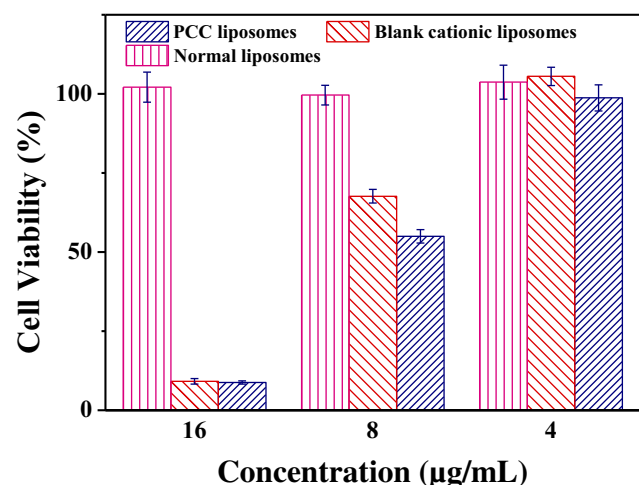 PCC liposomes Blank cationic liposomes
Normal liposomes
100
50
0
Cell Viability (%)
16 8 4
Concentration (µg/mL)